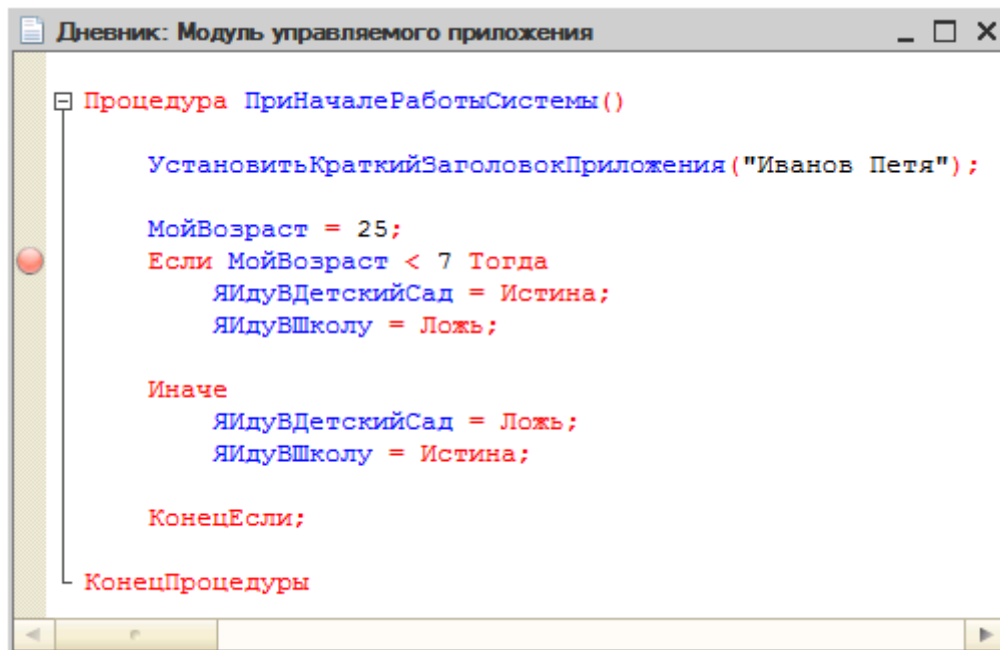 Дневник: Модуль управляемого приложения
Процедура ПриНачалеРаботыСистемы()
УстановитьКраткийЗаголовокПриложения("Иванов Петя");
МойВозраст = 25;
Если МойВозраст < 7 Тогда
ЯИдуВДетскийСад = Истина;
ЯИдуВШколу = Ложь;
Иначе
ЯИдуВДетскийСад = Ложь;
ЯИдуВШколу = Истина;
КонецЕсли;
КонецПроцедуры